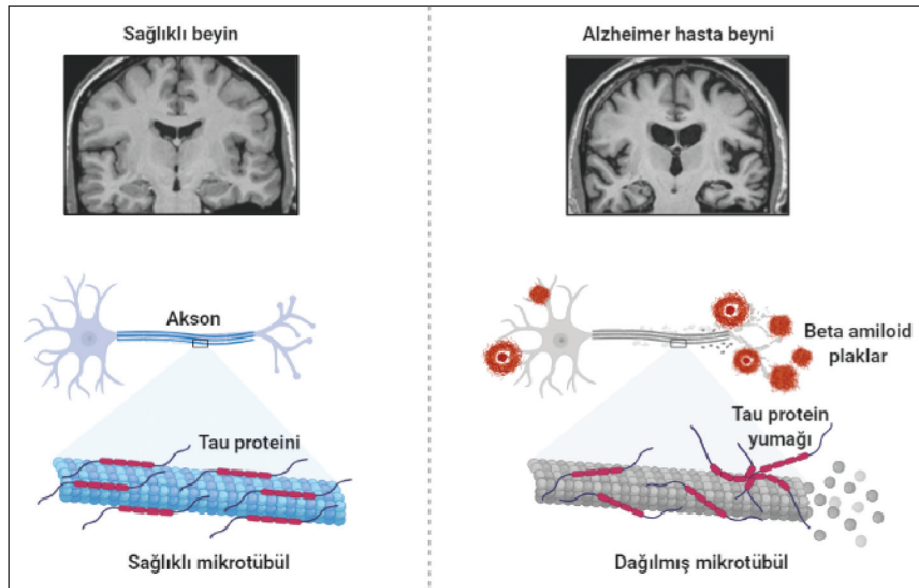 Sağlıklı beyin
Alzheimer hasta beyni
Akson
Beta amiloid
plaklar
Tau proteini
Tau protein
yumağı
Sağlıklı mikrotübül
Dağılmış mikrotübül